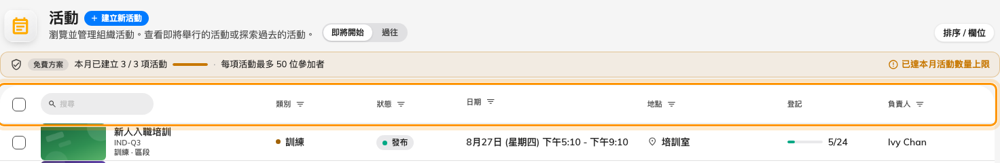 活動
+ 建立新活動
瀏覽並管理組織活動。查看即將舉行的活動或探索過去的活動。
即將開始 過往
排序 / 欄位
免費方案 本月已建立 3 / 3 項活動 · 每項活動最多 50 位參加者
已達本月活動數量上限
搜尋 類別 狀態 日期 地點 登記 負責人
新人入職培訓
IND-Q3
訓練 · 區段
訓練 發布 8月27日 (星期四) 下午5:10 - 下午9:10 培訓室 5/24 Ivy Chan